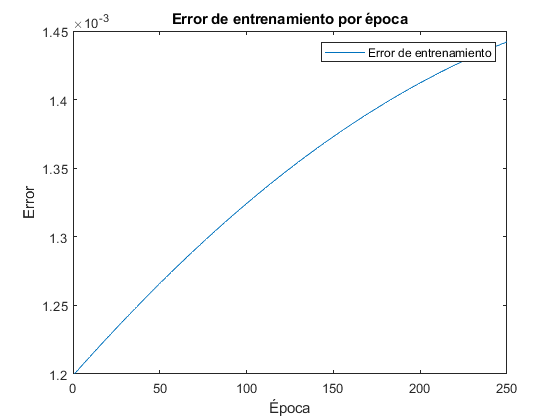 Error de entrenamiento por época
×10-3
1.45
1.4
1.35
1.3
1.25
1.2
Error
Error de entrenamiento
0 50 100 150 200 250
Época